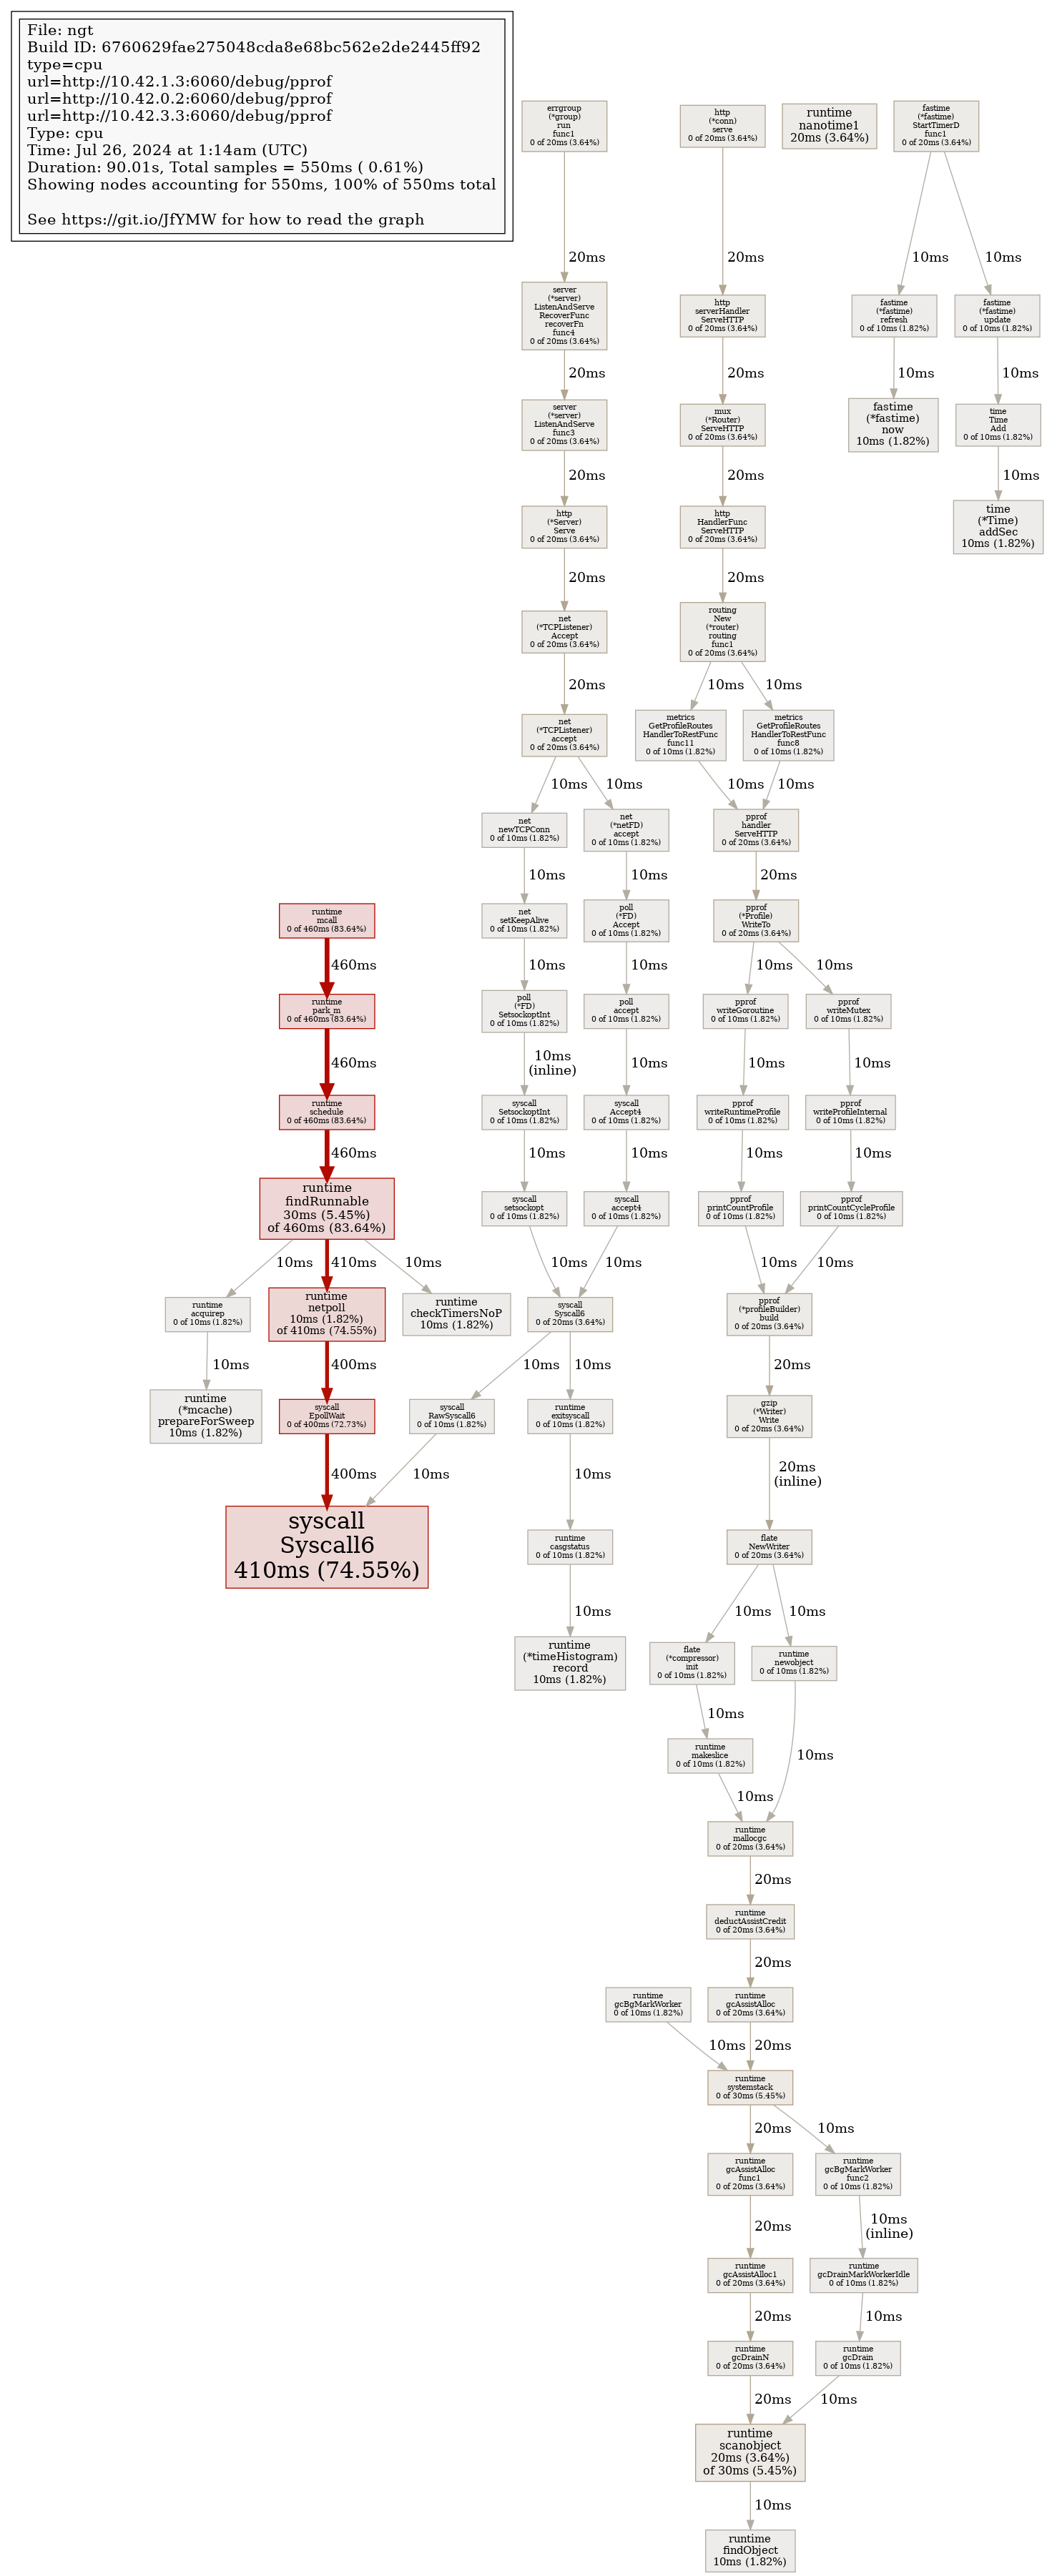 File: ngt
Build ID: 6760629fae275048cda8e68bc562e2de2445ff92
type=cpu
url=http://10.42.1.3:6060/debug/pprof
url=http://10.42.0.2:6060/debug/pprof
url=http://10.42.3.3:6060/debug/pprof
Type: cpu
Time: Jul 26, 2024 at 1:14am (UTC)
Duration: 90.01s, Total samples = 550ms ( 0.61%)
Showing nodes accounting for 550ms, 100% of 550ms total
See https://git.io/JfYMW for how to read the graph
errgroup
(*group)
run
func1
0 of 20ms (3.64%)
http
(*conn)
serve
0 of 20ms (3.64%)
runtime
nanotime1
20ms (3.64%)
fastime
(*fastime)
StartTimerD
func1
0 of 20ms (3.64%)
20ms
20ms
10ms
10ms
server
(*server)
ListenAndServe
RecoverFunc
recoverFn
func4
0 of 20ms (3.64%)
http
serverHandler
ServeHTTP
0 of 20ms (3.64%)
fastime
(*fastime)
refresh
0 of 10ms (1.82%)
fastime
(*fastime)
update
0 of 10ms (1.82%)
20ms
20ms
10ms
10ms
server
(*server)
ListenAndServe
func3
0 of 20ms (3.64%)
mux
(*Router)
ServeHTTP
0 of 20ms (3.64%)
fastime
(*fastime)
now
10ms (1.82%)
time
Time
Add
0 of 10ms (1.82%)
20ms
20ms
10ms
http
(*Server)
Serve
0 of 20ms (3.64%)
http
HandlerFunc
ServeHTTP
0 of 20ms (3.64%)
time
(*Time)
addSec
10ms (1.82%)
20ms
20ms
net
(*TCPListener)
Accept
0 of 20ms (3.64%)
routing
New
(*router)
routing
func1
0 of 20ms (3.64%)
20ms
10ms
10ms
net
(*TCPListener)
accept
0 of 20ms (3.64%)
metrics
GetProfileRoutes
HandlerToRestFunc
func11
0 of 10ms (1.82%)
metrics
GetProfileRoutes
HandlerToRestFunc
func8
0 of 10ms (1.82%)
10ms
10ms
10ms
10ms
net
newTCPConn
0 of 10ms (1.82%)
net
(*netFD)
accept
0 of 10ms (1.82%)
pprof
handler
ServeHTTP
0 of 20ms (3.64%)
10ms
10ms
20ms
runtime
mcall
0 of 460ms (83.64%)
net
setKeepAlive
0 of 10ms (1.82%)
poll
(*FD)
Accept
0 of 10ms (1.82%)
pprof
(*Profile)
WriteTo
0 of 20ms (3.64%)
460ms
10ms
10ms
10ms
10ms
runtime
park_m
0 of 460ms (83.64%)
poll
(*FD)
SetsockoptInt
0 of 10ms (1.82%)
poll
accept
0 of 10ms (1.82%)
pprof
writeGoroutine
0 of 10ms (1.82%)
pprof
writeMutex
0 of 10ms (1.82%)
460ms
10ms
(inline)
10ms
10ms
10ms
runtime
schedule
0 of 460ms (83.64%)
syscall
SetsockoptInt
0 of 10ms (1.82%)
syscall
Accept4
0 of 10ms (1.82%)
pprof
writeRuntimeProfile
0 of 10ms (1.82%)
pprof
writeProfileInternal
0 of 10ms (1.82%)
460ms
10ms
10ms
10ms
10ms
runtime
findRunnable
30ms (5.45%)
of 460ms (83.64%)
syscall
setsockopt
0 of 10ms (1.82%)
syscall
accept4
0 of 10ms (1.82%)
pprof
printCountProfile
0 of 10ms (1.82%)
pprof
printCountCycleProfile
0 of 10ms (1.82%)
10ms
410ms
10ms
10ms
10ms
10ms
10ms
runtime
acquirep
0 of 10ms (1.82%)
runtime
netpoll
10ms (1.82%)
of 410ms (74.55%)
runtime
checkTimersNoP
10ms (1.82%)
syscall
Syscall6
0 of 20ms (3.64%)
pprof
(*profileBuilder)
build
0 of 20ms (3.64%)
10ms
400ms
10ms
10ms
20ms
runtime
(*mcache)
prepareForSweep
10ms (1.82%)
syscall
EpollWait
0 of 400ms (72.73%)
syscall
RawSyscall6
0 of 10ms (1.82%)
runtime
exitsyscall
0 of 10ms (1.82%)
gzip
(*Writer)
Write
0 of 20ms (3.64%)
400ms
10ms
10ms
20ms
(inline)
syscall
Syscall6
410ms (74.55%)
runtime
casgstatus
0 of 10ms (1.82%)
flate
NewWriter
0 of 20ms (3.64%)
10ms
10ms
10ms
runtime
(*timeHistogram)
record
10ms (1.82%)
flate
(*compressor)
init
0 of 10ms (1.82%)
runtime
newobject
0 of 10ms (1.82%)
10ms
10ms
runtime
makeslice
0 of 10ms (1.82%)
10ms
runtime
mallocgc
0 of 20ms (3.64%)
20ms
runtime
deductAssistCredit
0 of 20ms (3.64%)
20ms
runtime
gcBgMarkWorker
0 of 10ms (1.82%)
runtime
gcAssistAlloc
0 of 20ms (3.64%)
10ms
20ms
runtime
systemstack
0 of 30ms (5.45%)
20ms
10ms
runtime
gcAssistAlloc
func1
0 of 20ms (3.64%)
runtime
gcBgMarkWorker
func2
0 of 10ms (1.82%)
20ms
10ms
(inline)
runtime
gcAssistAlloc1
0 of 20ms (3.64%)
runtime
gcDrainMarkWorkerIdle
0 of 10ms (1.82%)
20ms
10ms
runtime
gcDrainN
0 of 20ms (3.64%)
runtime
gcDrain
0 of 10ms (1.82%)
20ms
10ms
runtime
scanobject
20ms (3.64%)
of 30ms (5.45%)
10ms
runtime
findObject
10ms (1.82%)